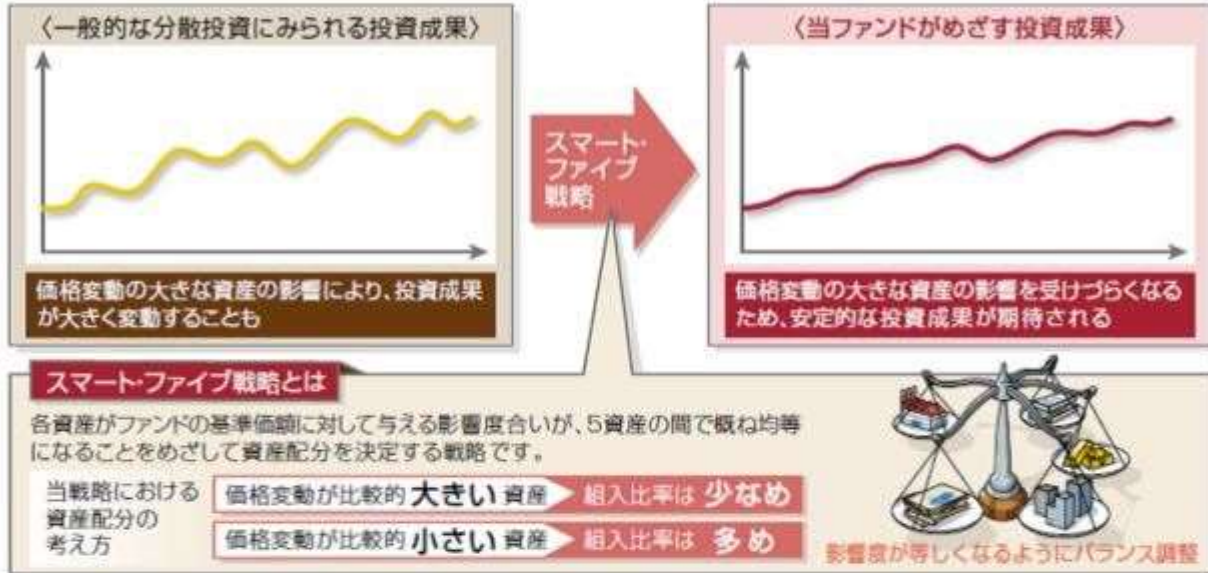 〈一般的な分散投資にみられる投資成果〉
価格変動の大きな資産の影響により、投資成果
が大きく変動することも
スマート・
ファイブ
戦略
〈当ファンドがめざす投資成果〉
価格変動の大きな資産の影響を受けづらくなる
ため、安定的な投資成果が期待される
スマート・ファイブ戦略とは
各資産がファンドの基準価額に対して与える影響度合いが、5資産の間で概ね均等
になることをめざして資産配分を決定する戦略です。
当戦略における
資産配分の
考え方
価格変動が比較的 大きい 資産 組入比率は 少なめ
価格変動が比較的 小さい 資産 組入比率は 多め
影響度が等しくなるようにバランス調整